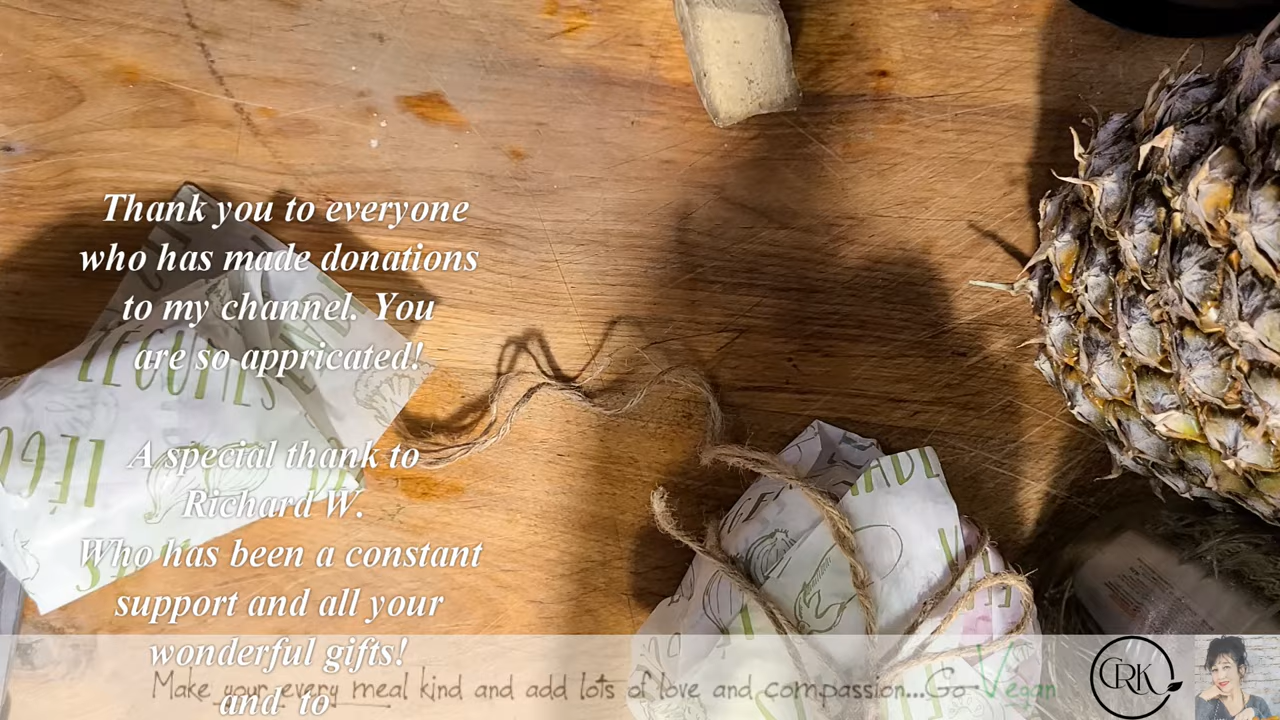 Thank you to everyone
who has made donations
to my channel. You
are so appricated!
A special thank to
Richard W.
Who has been a constant
support and all your
wonderful gifts!
and to
Make your every meal kind and add lots of love and compassion...Go Vegan
CRK